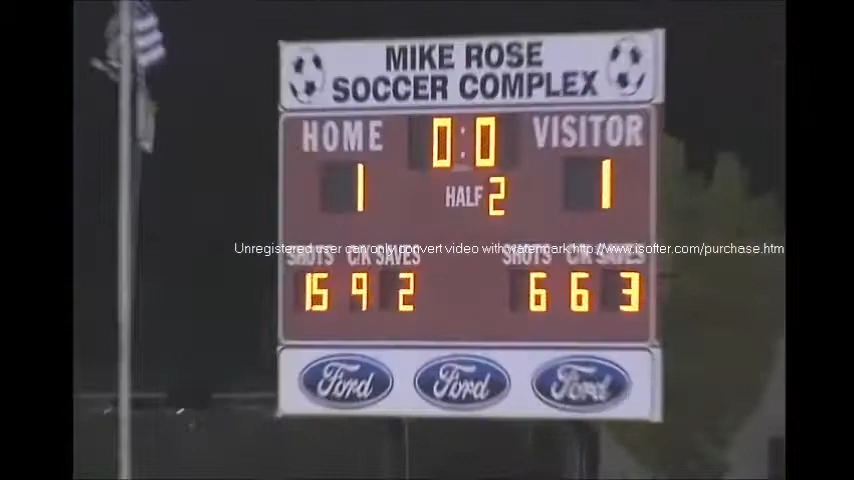 MIKE ROSE
SOCCER COMPLEX
HOME 0:0 VISITOR
1 HALF 2 1
Unregistered user can only convert video with watermark.http://www.isofter.com/purchase.htm
SHOTS C/K SAVES SHOTS C/K SAVES
15 9 2 6 6 3
Ford Ford Ford